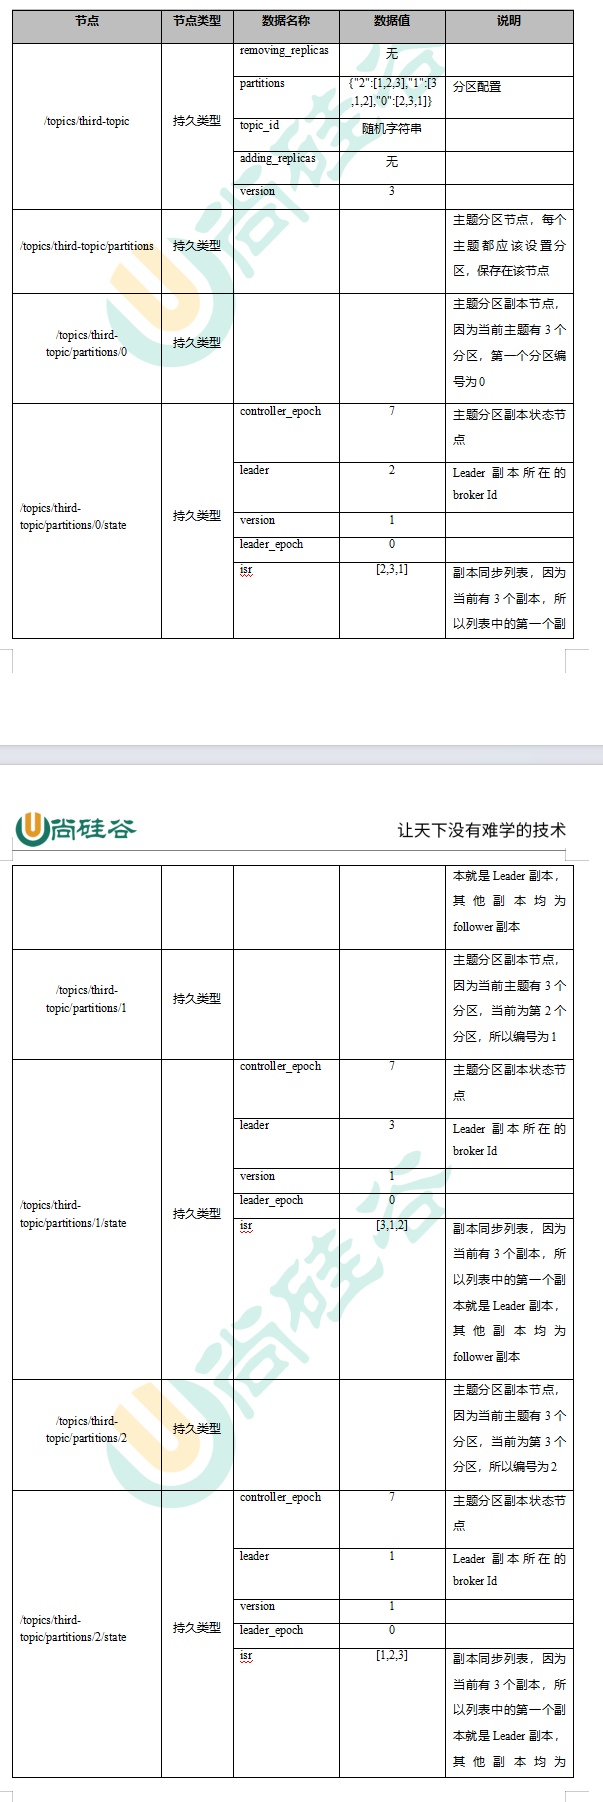 节点 节点类型 数据名称 数据值 说明
/topics/third-topic 持久类型
removing_replicas 无
partitions {"2":[1,2,3],"1":[3 分区配置
,1,2],"0":[2,3,1]}
topic_id 随机字符串
adding_replicas 无
version 3
/topics/third-topic/partitions 持久类型
主题分区节点，每个
主题都应该设置分
区，保存在该节点
/topics/third-
topic/partitions/0
持久类型
主题分区副本节点，
因为当前主题有 3 个
分区，第一个分区编
号为 0
/topics/third-
topic/partitions/0/state
持久类型
controller_epoch 7 主题分区副本状态节
点
leader 2 Leader 副本所在的
broker Id
version 1
leader_epoch 0
isr [2,3,1] 副本同步列表，因为
当前有 3 个副本，所
以列表中的第一个副
尚硅谷
尚硅谷 让天下没有难学的技术
本就是 Leader 副本，
其他副本均为
follower 副本
/topics/third-
topic/partitions/1
持久类型
主题分区副本节点，
因为当前主题有 3 个
分区，当前为第 2 个
分区，所以编号为 1
/topics/third-
topic/partitions/1/state
持久类型
controller_epoch 7 主题分区副本状态节
点
leader 3 Leader 副本所在的
broker Id
version 1
leader_epoch 0
isr [3,1,2] 副本同步列表，因为
当前有 3 个副本，所
以列表中的第一个副
本就是 Leader 副本，
其他副本均为
follower 副本
/topics/third-
topic/partitions/2
持久类型
主题分区副本节点，
因为当前主题有 3 个
分区，当前为第 3 个
分区，所以编号为 2
/topics/third-
topic/partitions/2/state
持久类型
controller_epoch 7 主题分区副本状态节
点
leader 1 Leader 副本所在的
broker Id
version 1
leader_epoch 0
isr [1,2,3] 副本同步列表，因为
当前有 3 个副本，所
以列表中的第一个副
本就是 Leader 副本，
其他副本均为
尚硅谷